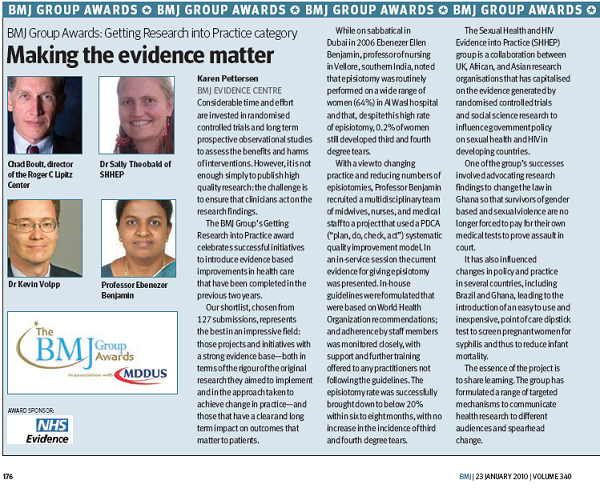 BMJ GROUP AWARDS ✪ BMJ GROUP AWARDS ✪ BMJ GROUP AWARDS ✪ BMJ GROUP AWARDS ✪
BMJ Group Awards: Getting Research into Practice category
Making the evidence matter
Chad Boult, director
of the Roger C Lipitz
Center
Dr Sally Theobald of
SHHEP
Dr Kevin Volpp
Professor Ebenezer
Benjamin
The
BMJ Group
Awards
in association with MDDUS
AWARD SPONSOR:
NHS
Evidence
Karen Pettersen
BMJ EVIDENCE CENTRE
Considerable time and effort
are invested in randomised
controlled trials and long term
prospective observational studies
to assess the benefits and harms
of interventions. However, it is not
enough simply to publish high
quality research: the challenge is
to ensure that clinicians act on the
research findings.
The BMJ Group's Getting
Research into Practice award
celebrates successful initiatives
to introduce evidence based
improvements in health care
that have been completed in the
previous two years.
Our shortlist, chosen from
127 submissions, represents
the best in an impressive field:
those projects and initiatives with
a strong evidence base—both in
terms of the rigour of the original
research they aimed to implement
and in the approach taken to
achieve change in practice—and
those that have a clear and long
term impact on outcomes that
matter to patients.
While on sabbatical in
Dubai in 2006 Ebenezer Ellen
Benjamin, professor of nursing
in Vellore, southern India, noted
that episiotomy was routinely
performed on a wide range of
women (64%) in Al Wasl hospital
and that, despite this high rate
of episiotomy, 0.2% of women
still developed third and fourth
degree tears.
With a view to changing
practice and reducing numbers of
episiotomies, Professor Benjamin
recruited a multidisciplinary team
of midwives, nurses, and medical
staff to a project that used a PDCA
("plan, do, check, act") systematic
quality improvement model. In
an in-service session the current
evidence for giving episiotomy
was presented. In-house
guidelines were formulated that
were based on World Health
Organization recommendations;
and adherence by staff members
was monitored closely, with
support and further training
offered to any practitioners not
following the guidelines. The
episiotomy rate was successfully
brought down to below 20%
within six to eight months, with no
increase in the incidence of third
and fourth degree tears.
The Sexual Health and HIV
Evidence into Practice (SHHEP)
group is a collaboration between
UK, African, and Asian research
organisations that has capitalised
on the evidence generated by
randomised controlled trials
and social science research to
influence government policy
on sexual health and HIV in
developing countries.
One of the group's successes
involved advocating research
findings to change the law in
Ghana so that survivors of gender
based and sexual violence are no
longer forced to pay for their own
medical tests to prove assault in
court.
It has also influenced
changes in policy and practice
in several countries, including
Brazil and Ghana, leading to the
introduction of an easy to use and
inexpensive, point of care dipstick
test to screen pregnant women for
syphilis and thus to reduce infant
mortality.
The essence of the project is
to share learning. The group has
formulated a range of targeted
mechanisms to communicate
health research to different
audiences and spearhead
change.
176
BMJ | 23 JANUARY 2010 | VOLUME 340